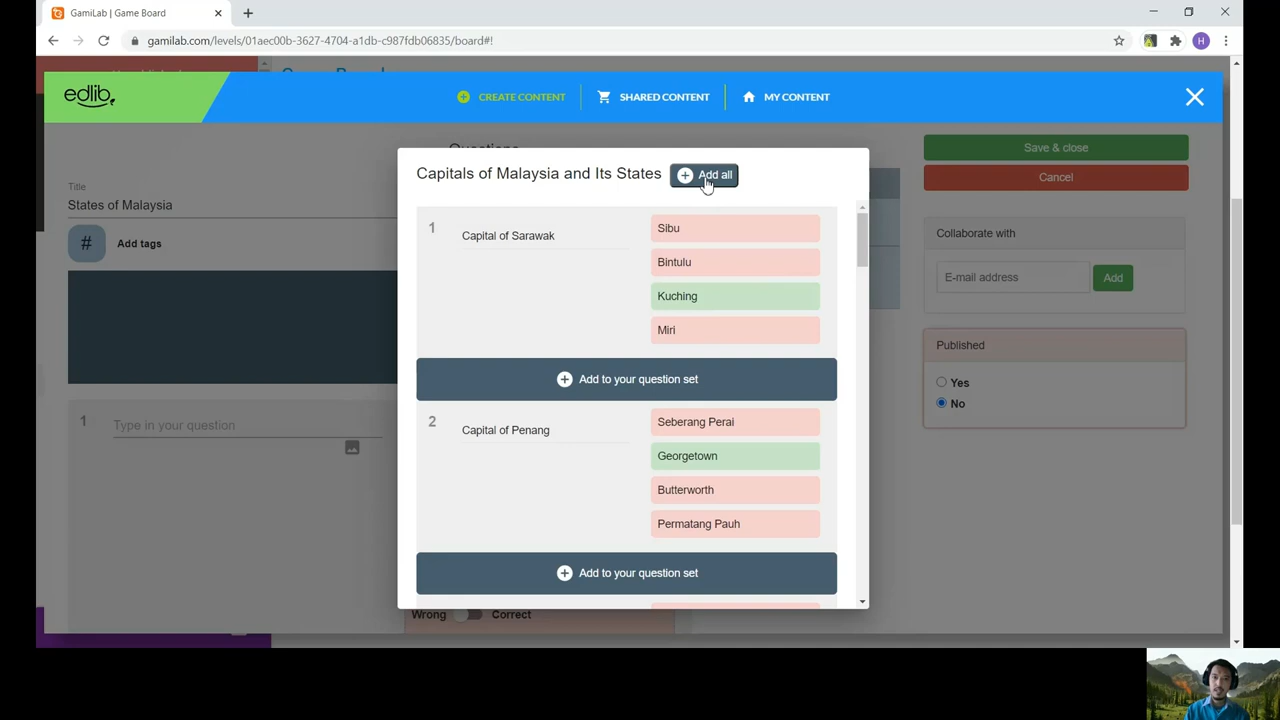 GamiLab | Game Board
gamilab.com/levels/01aec00b-3627-4704-a1db-c987fdb06835/board#!
H
edlib
CREATE CONTENT
SHARED CONTENT
MY CONTENT
Questions
Title
States of Malaysia
# Add tags
1 Type in your question
Capitals of Malaysia and Its States
Add all
1 Capital of Sarawak
Sibu
Bintulu
Kuching
Miri
Add to your question set
2 Capital of Penang
Seberang Perai
Georgetown
Butterworth
Permatang Pauh
Add to your question set
Wrong Correct
Save & close
Cancel
Collaborate with
E-mail address
Add
Published
Yes
No